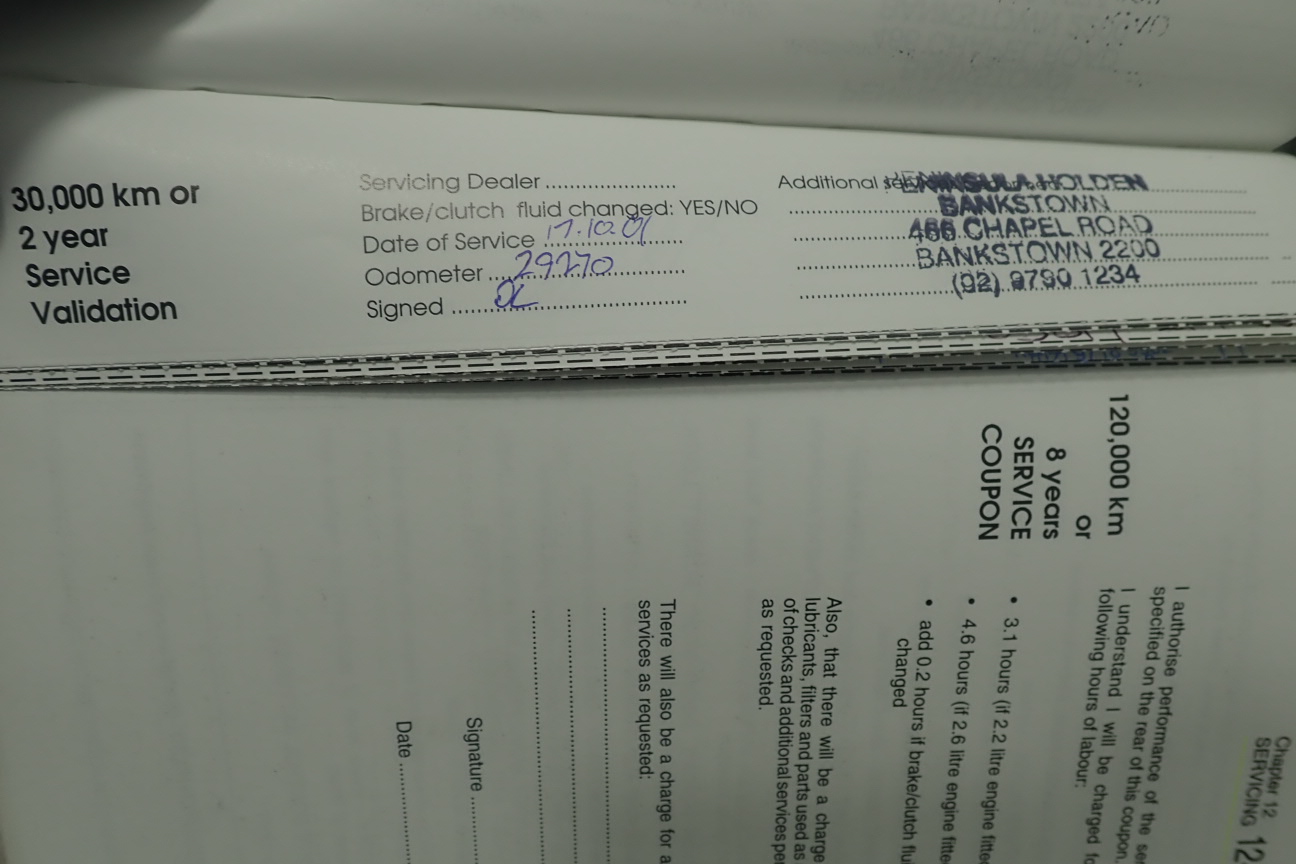 30,000 km or
2 year
Service
Validation
Servicing Dealer ........................
Brake/clutch fluid changed: YES/NO
Date of Service 17.10.01
Odometer 29270
Signed
Additional
PENINSULA HOLDEN
BANKSTOWN
466 CHAPEL ROAD
BANKSTOWN 2200
(02) 9790 1234
120,000 km
or
8 years
SERVICE
COUPON
I authorise performance of the
specified on the rear of this coupon.
I understand I will be charged
following hours of labour:
• 3.1 hours (if 2.2 litre engine fitted
• 4.6 hours (if 2.6 litre engine fitted
• add 0.2 hours if brake/clutch
changed
Also, that there will be a charge
lubricants, filters and parts used as
of checks and additional services
as requested.
There will also be a charge for
services as requested:
Signature
Date
Chapter 12
SERVICING 12